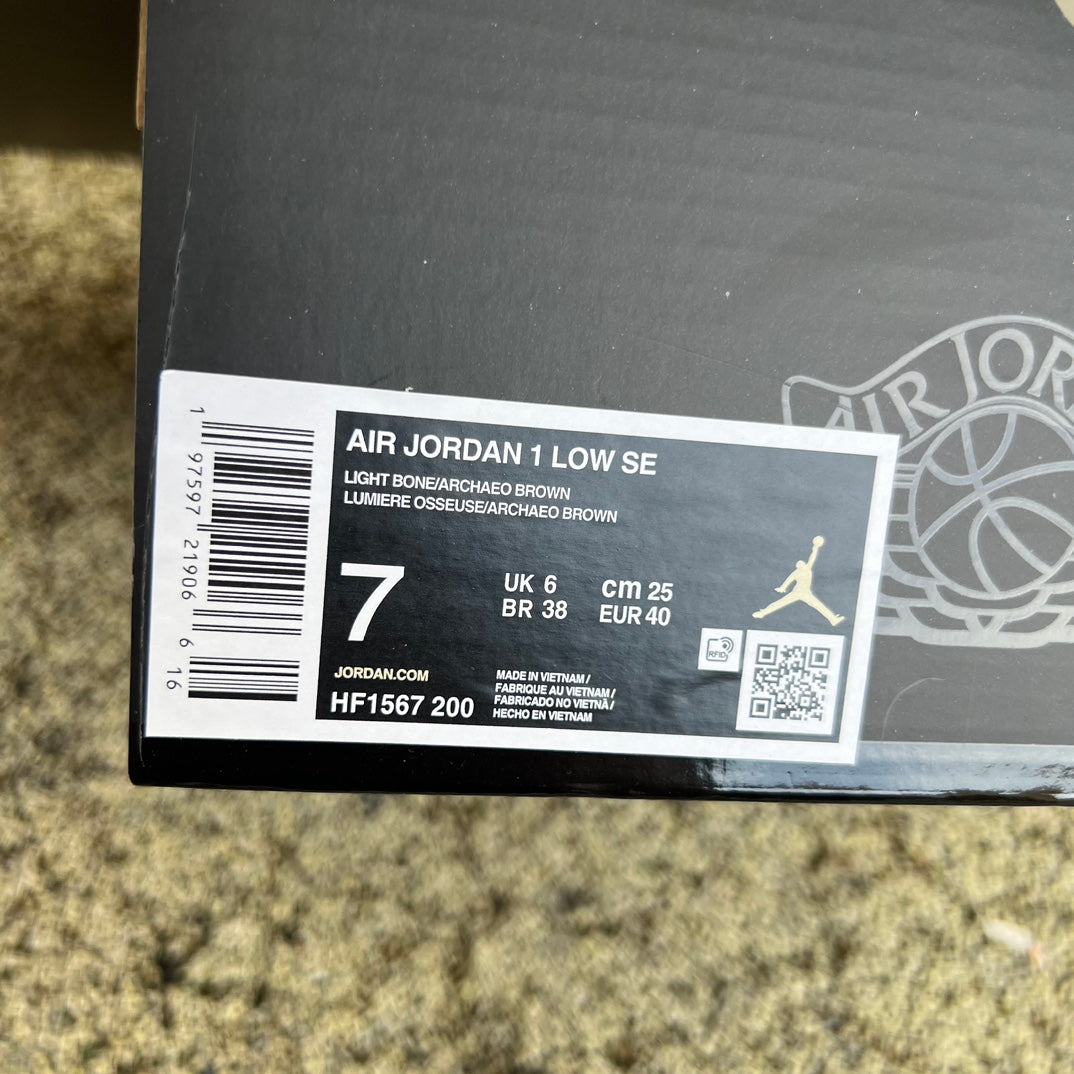 AIR JOR
AIR JORDAN 1 LOW SE
LIGHT BONE/ARCHAEO BROWN
LUMIERE OSSEUSE/ARCHAEO BROWN
7
UK 6 cm 25
BR 38 EUR 40
JORDAN.COM
HF1567 200
MADE IN VIETNAM /
FABRIQUE AU VIETNAM /
FABRICADO NO VIETNÃ /
HECHO EN VIETNAM
RFID
1 97597 21906 6 16